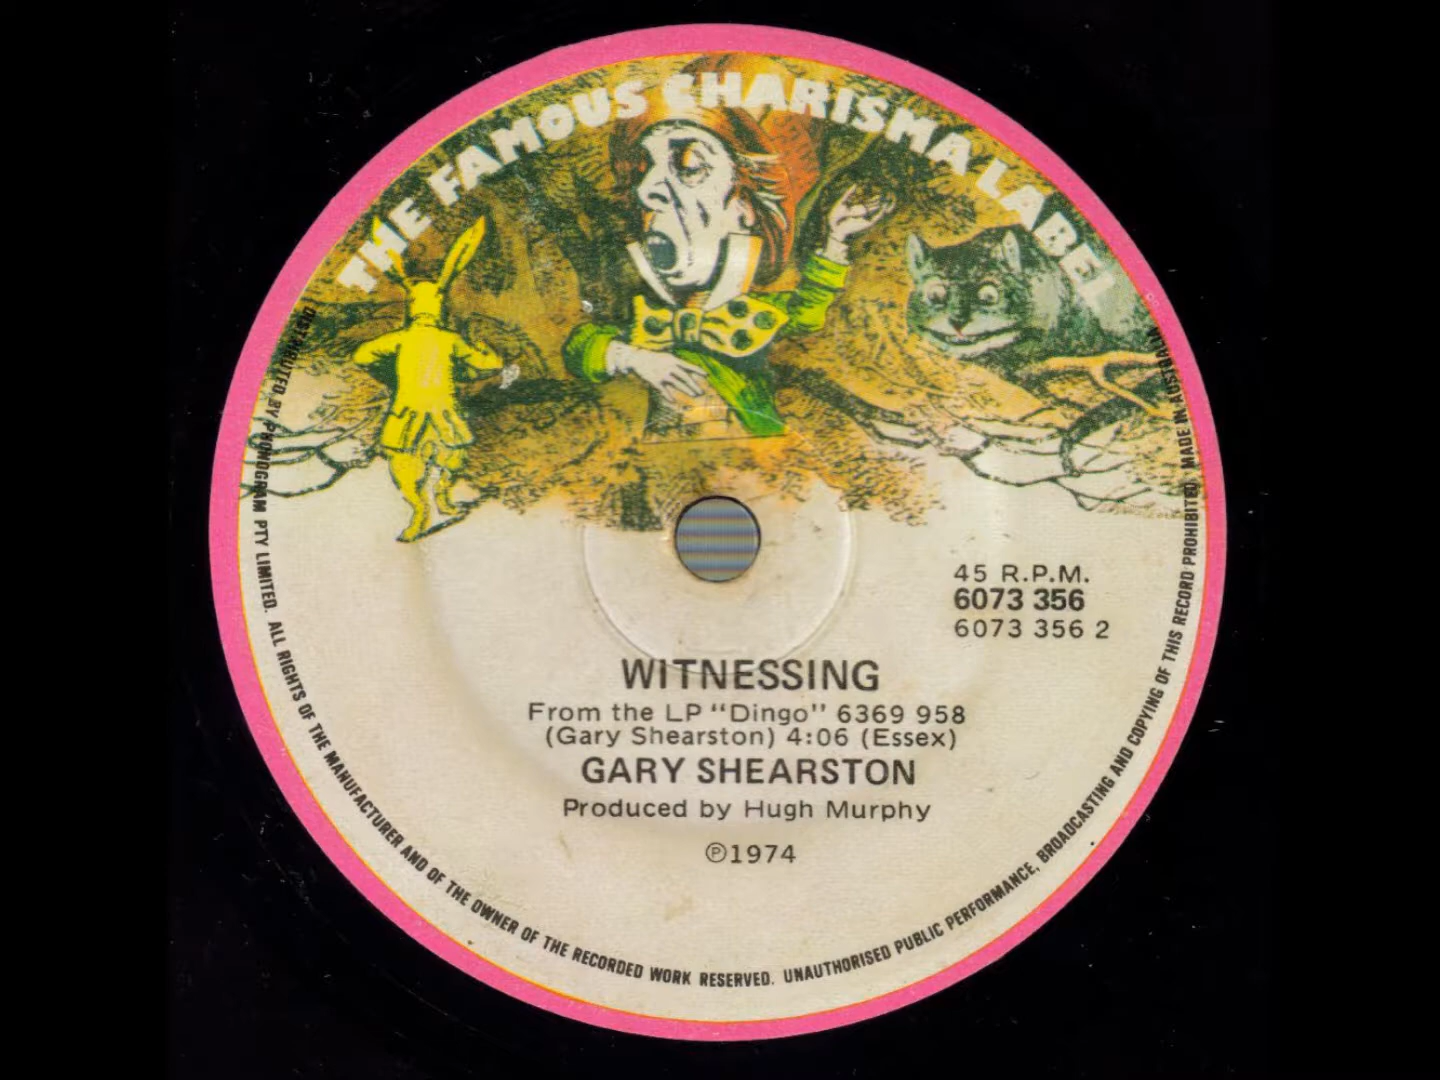 THE FAMOUS CHARISMA LABEL
45 R.P.M.
6073 356
6073 356 2
WITNESSING
From the LP "Dingo" 6369 958
(Gary Shearston) 4:06 (Essex)
GARY SHEARSTON
Produced by Hugh Murphy
℗1974
DISTRIBUTED BY PHONOGRAM PTY LIMITED. ALL RIGHTS OF THE MANUFACTURER AND OF THE OWNER OF THE RECORDED WORK RESERVED. UNAUTHORISED PUBLIC PERFORMANCE, BROADCASTING AND COPYING OF THIS RECORD PROHIBITED MADE IN AUSTRALIA